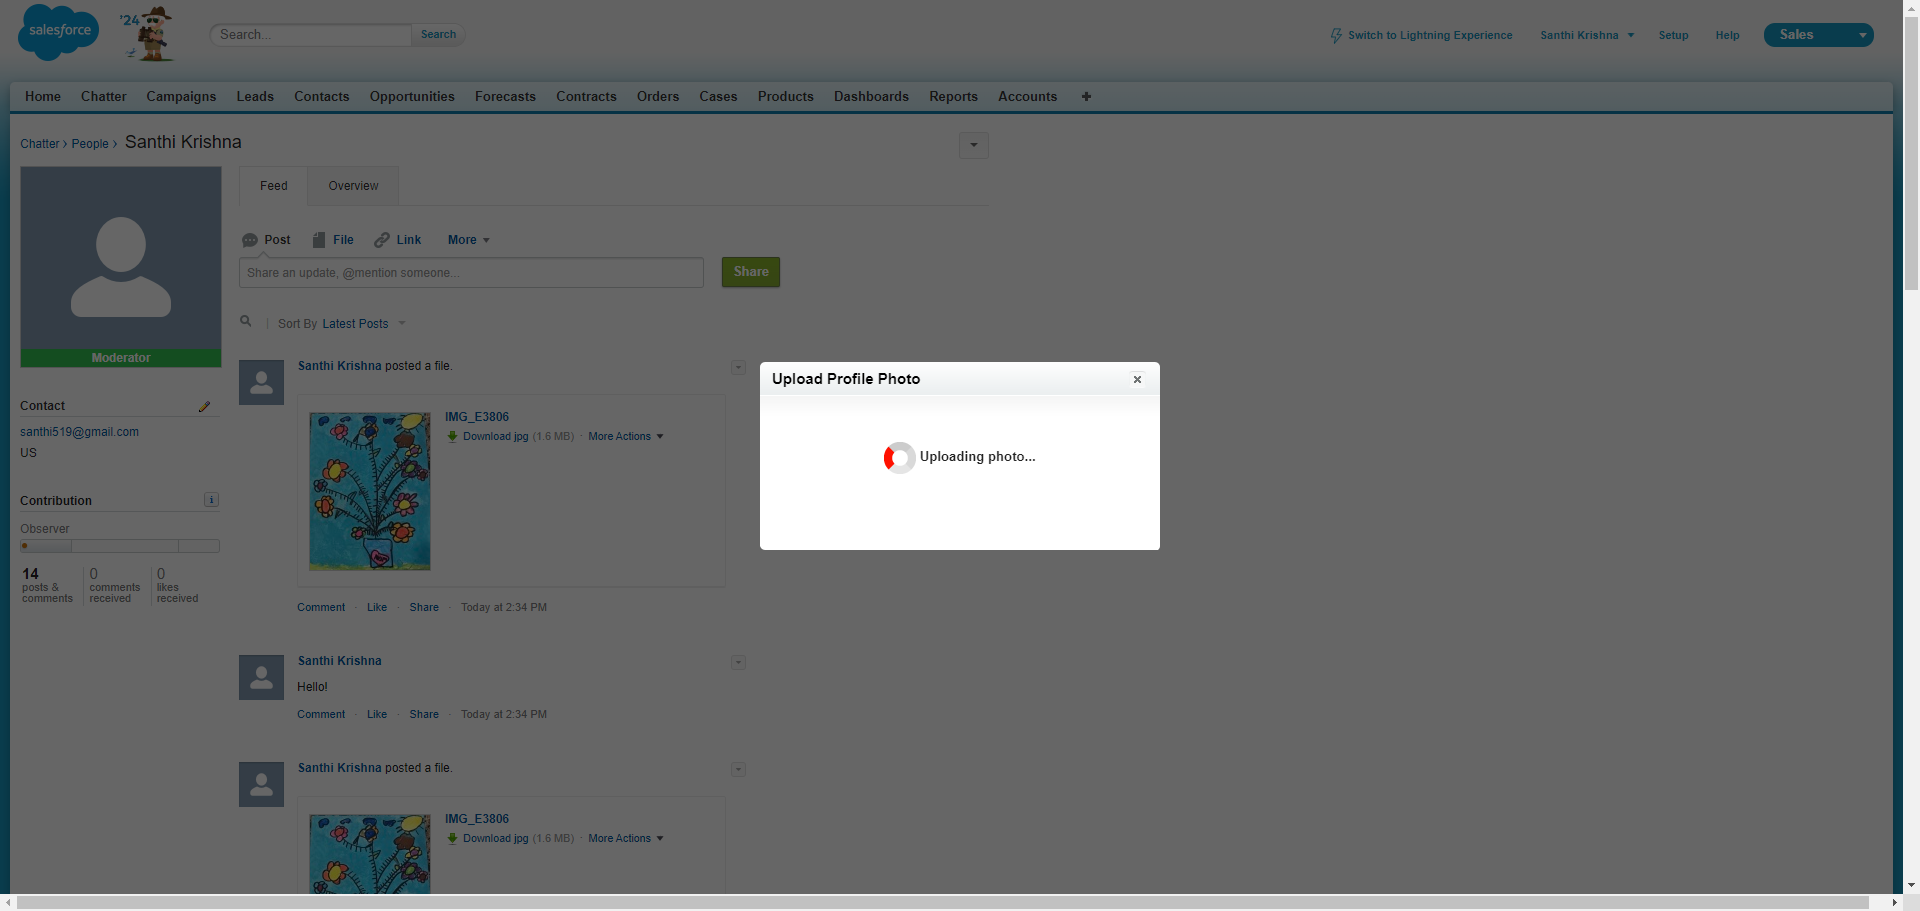 salesforce
'24
Search...
Search
Switch to Lightning Experience
Santhi Krishna
Setup
Help
Sales
Home
Chatter
Campaigns
Leads
Contacts
Opportunities
Forecasts
Contracts
Orders
Cases
Products
Dashboards
Reports
Accounts
+
Chatter › People › Santhi Krishna
Moderator
Contact
santhi519@gmail.com
US
Contribution
i
Observer
14
posts &
comments
0
comments
received
0
likes
received
Feed
Overview
Post
File
Link
More
Share an update, @mention someone...
Share
| Sort By Latest Posts
Santhi Krishna posted a file.
IMG_E3806
Download jpg (1.6 MB) · More Actions
Comment · Like · Share · Today at 2:34 PM
Santhi Krishna
Hello!
Comment · Like · Share · Today at 2:34 PM
Santhi Krishna posted a file.
IMG_E3806
Download jpg (1.6 MB) · More Actions
Upload Profile Photo
Uploading photo...